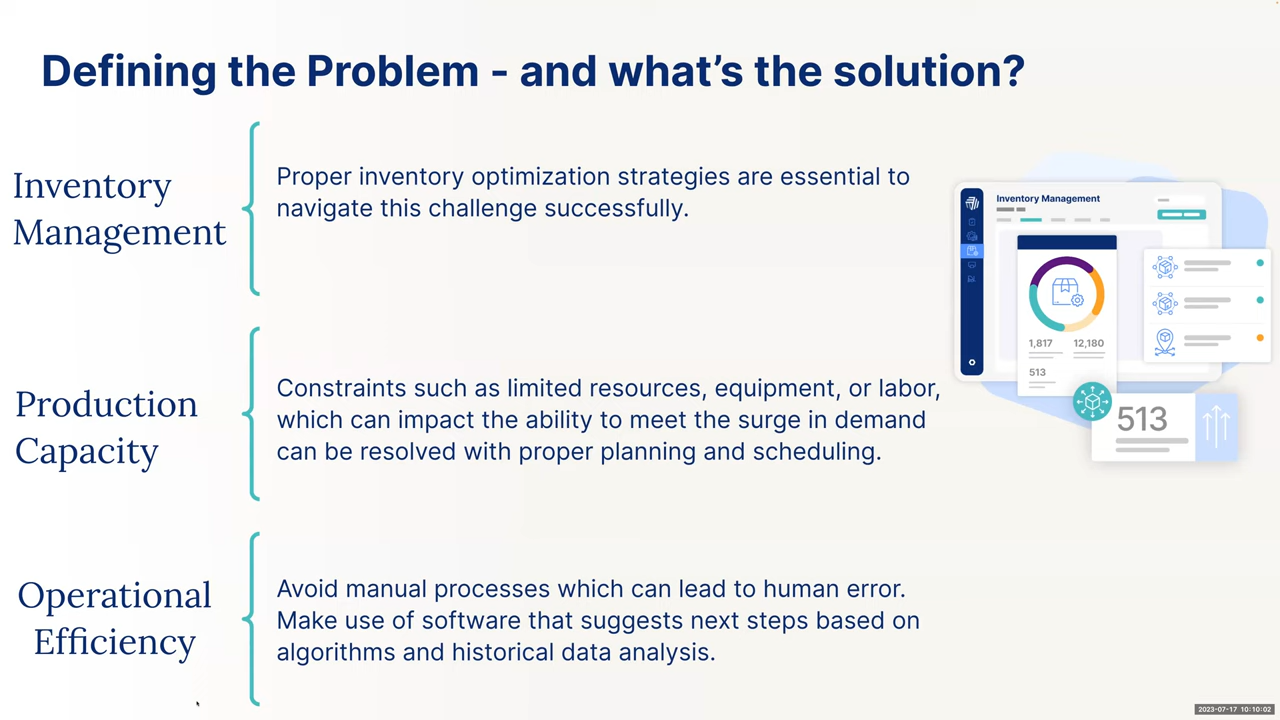 Defining the Problem - and what’s the solution?
Inventory
Management
Proper inventory optimization strategies are essential to
navigate this challenge successfully.
Production
Capacity
Constraints such as limited resources, equipment, or labor,
which can impact the ability to meet the surge in demand
can be resolved with proper planning and scheduling.
Operational
Efficiency
Avoid manual processes which can lead to human error.
Make use of software that suggests next steps based on
algorithms and historical data analysis.
Inventory Management
1,817
12,180
513
513
2023-07-17 10:10:02